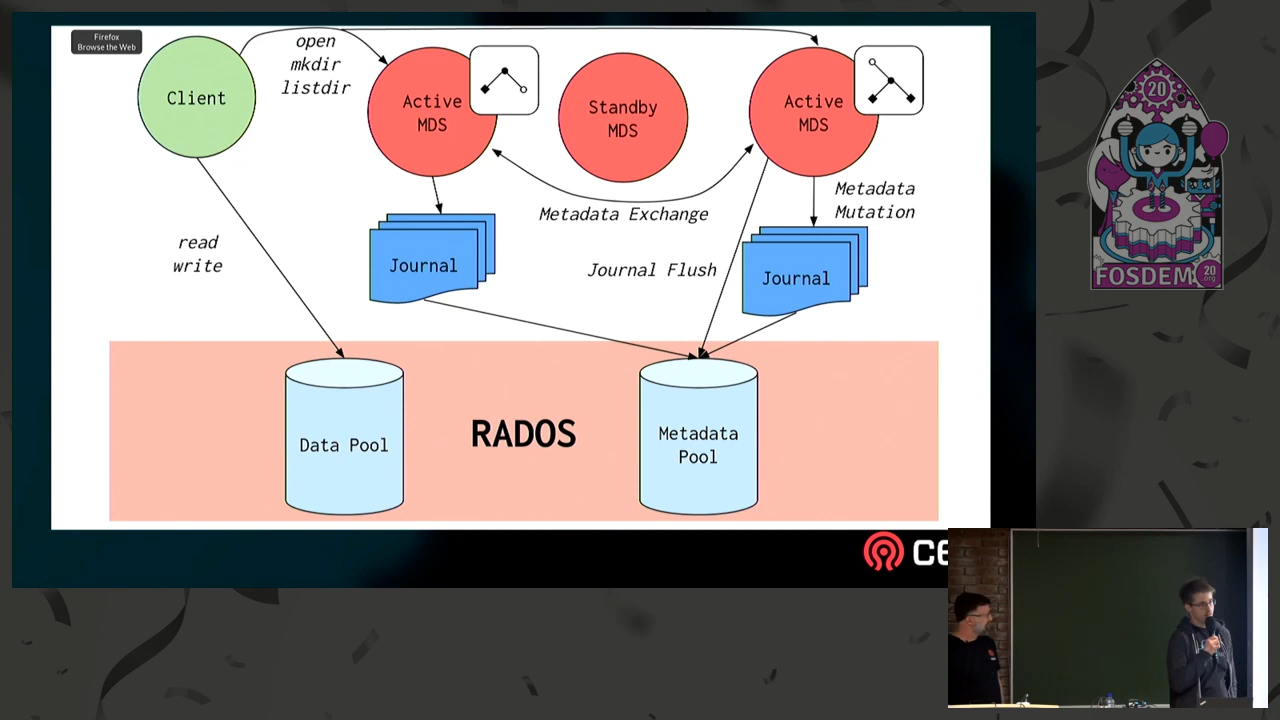 Firefox
Browse the Web
Client
open
mkdir
listdir
Active
MDS
Standby
MDS
Active
MDS
Metadata Exchange
Metadata
Mutation
read
write
Journal
Journal Flush
Journal
Data Pool
RADOS
Metadata
Pool
20
FOSDEM
20
org